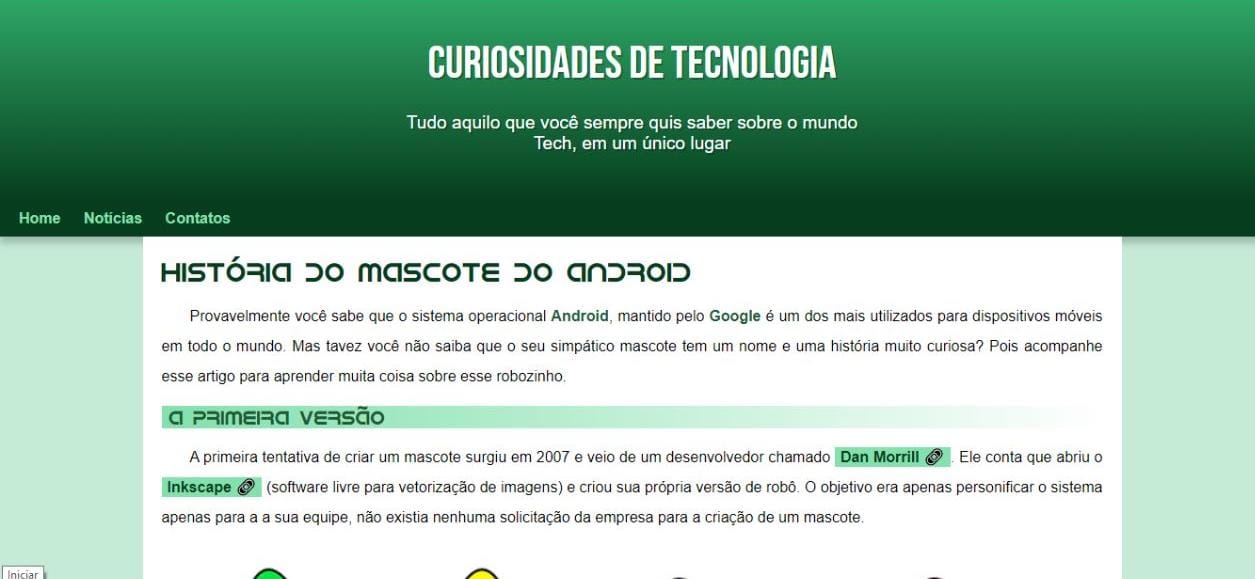 CURIOSIDADES DE TECNOLOGIA
Tudo aquilo que você sempre quis saber sobre o mundo
Tech, em um único lugar
Home Notícias Contatos
HISTÓRIA DO MASCOTE DO ANDROID
Provavelmente você sabe que o sistema operacional Android, mantido pelo Google é um dos mais utilizados para dispositivos móveis
em todo o mundo. Mas tavez você não saiba que o seu simpático mascote tem um nome e uma história muito curiosa? Pois acompanhe
esse artigo para aprender muita coisa sobre esse robozinho.
A PRIMEIRA VERSÃO
A primeira tentativa de criar um mascote surgiu em 2007 e veio de um desenvolvedor chamado Dan Morrill. Ele conta que abriu o
Inkscape (software livre para vetorização de imagens) e criou sua própria versão de robô. O objetivo era apenas personificar o sistema
apenas para a a sua equipe, não existia nenhuma solicitação da empresa para a criação de um mascote.
Iniciar